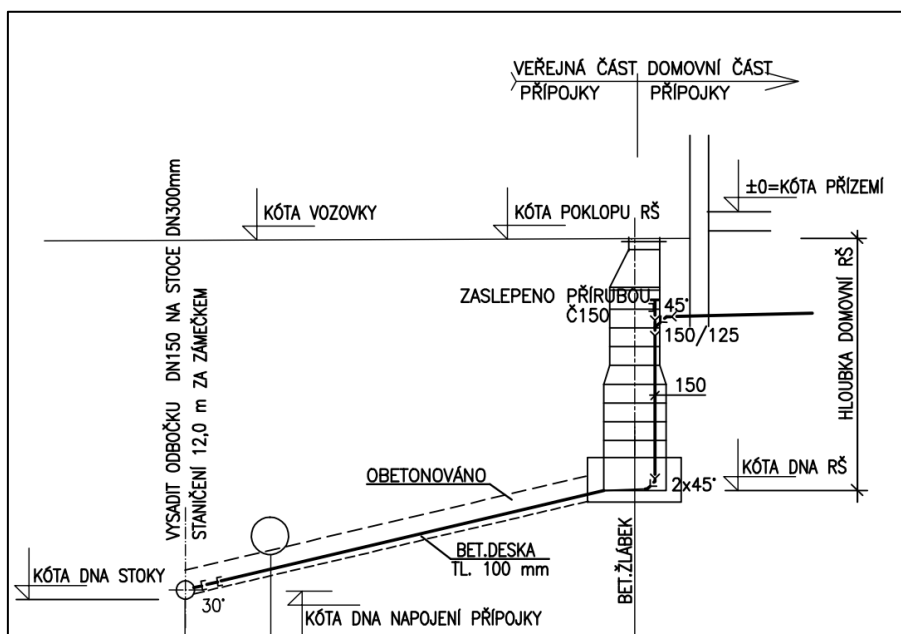 VEŘEJNÁ ČÁST DOMOVNÍ ČÁST
PŘÍPOJKY PŘÍPOJKY
±0=KÓTA PŘÍZEMÍ
KÓTA VOZOVKY
KÓTA POKLOPU RŠ
VYSADIT ODBOČKU DN150 NA STOCE DN300mm
STANIČENÍ 12,0 m ZA ZÁMEČKEM
ZASLEPENO PŘÍRUBOU
Č150
45°
150/125
HLOUBKA DOMOVNÍ RŠ
150
KÓTA DNA RŠ
2x45°
OBETONOVÁNO
BET.DESKA
TL. 100 mm
BET.ŽLÁBEK
KÓTA DNA STOKY
30°
KÓTA DNA NAPOJENÍ PŘÍPOJKY